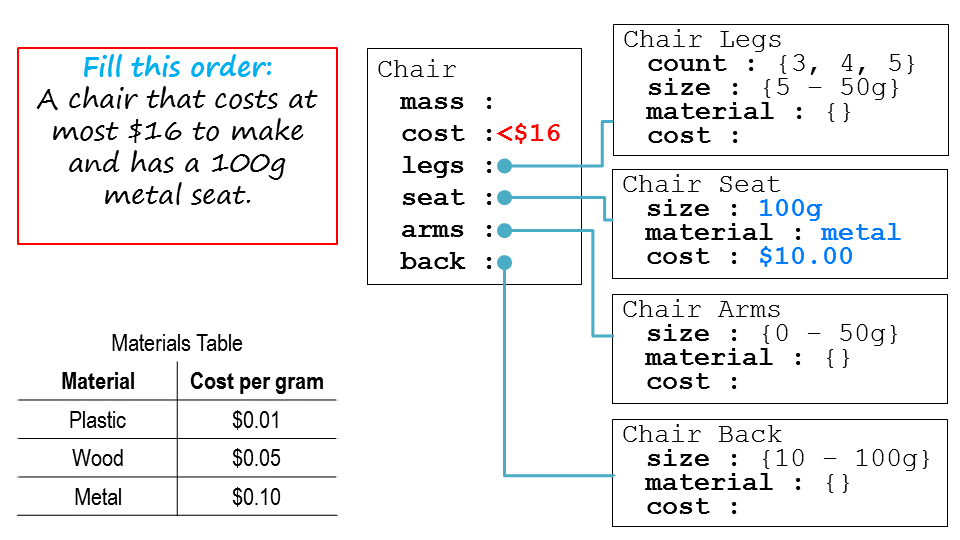 Fill this order:
A chair that costs at
most $16 to make
and has a 100g
metal seat.
Materials Table
Material Cost per gram
Plastic $0.01
Wood $0.05
Metal $0.10
Chair
mass :
cost :<$16
legs :
seat :
arms :
back :
Chair Legs
count : {3, 4, 5}
size : {5 – 50g}
material : {}
cost :
Chair Seat
size : 100g
material : metal
cost : $10.00
Chair Arms
size : {0 – 50g}
material : {}
cost :
Chair Back
size : {10 – 100g}
material : {}
cost :